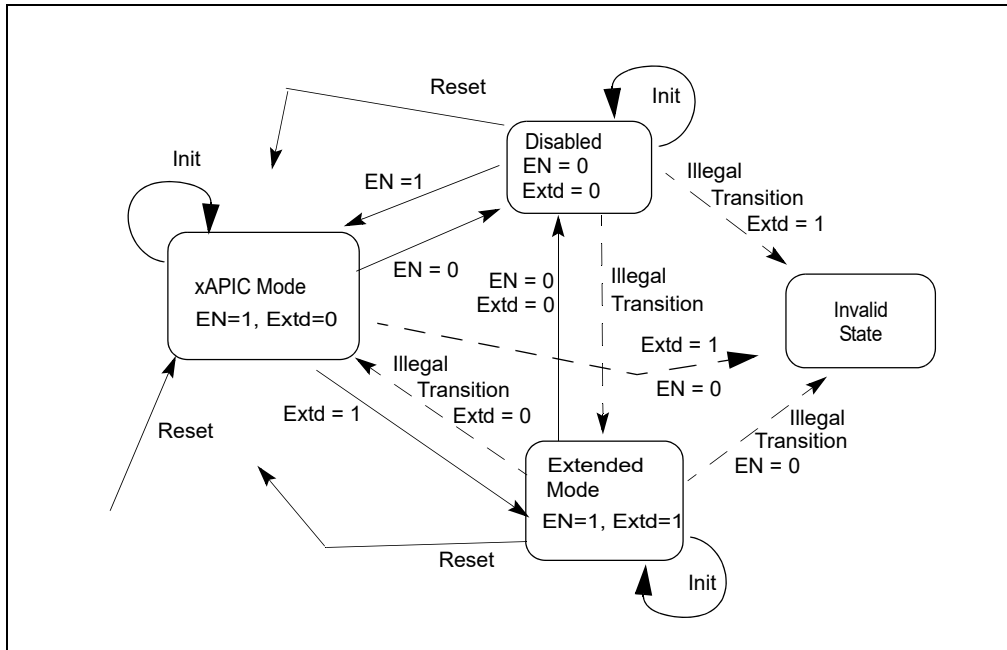 Reset
Init
Disabled
EN = 0
Extd = 0
Illegal
Transition
Extd = 1
Init
EN =1
EN = 0
xAPIC Mode
EN=1, Extd=0
EN = 0
Extd = 0
Illegal
Transition
Invalid
State
Extd = 1
EN = 0
Illegal
Transition
Extd = 0
Extd = 1
Reset
Illegal
Transition
EN = 0
Extended
Mode
EN=1, Extd=1
Reset
Init